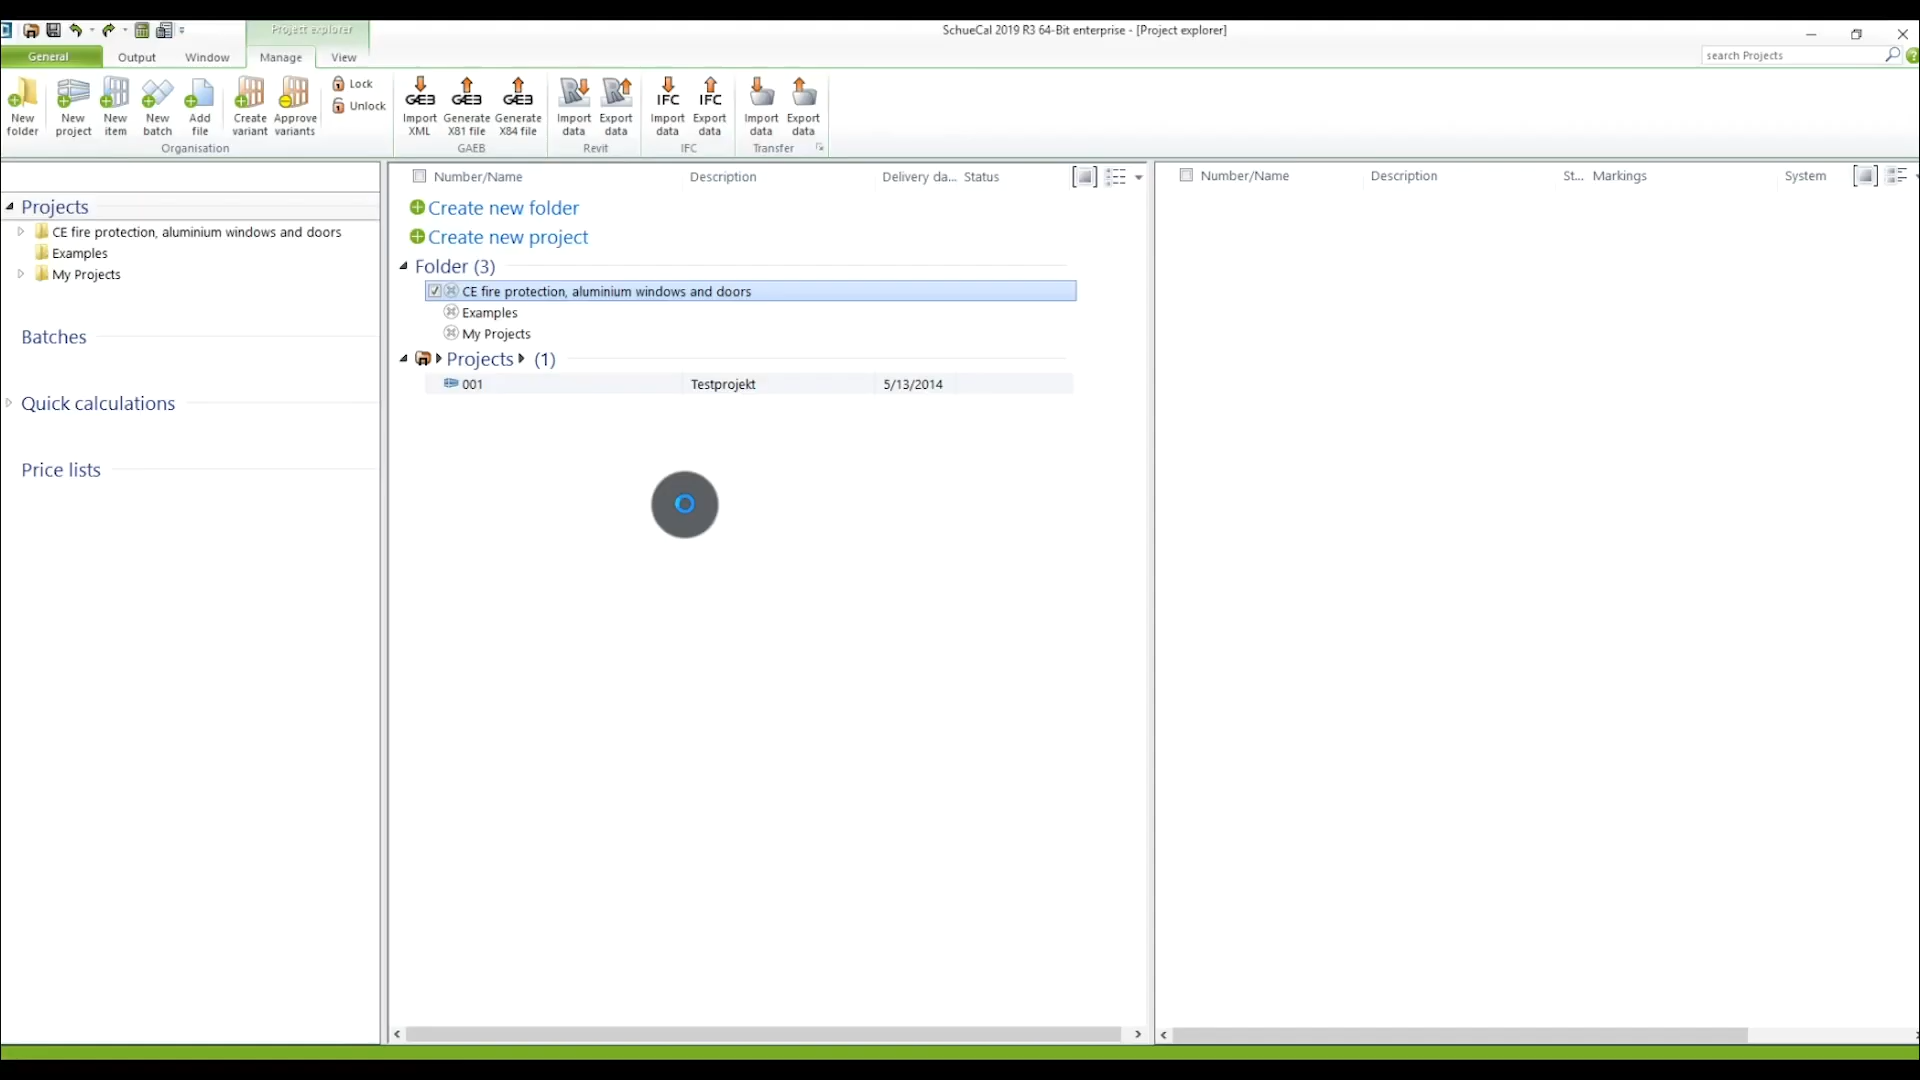 Project explorer
SchueCal 2019 R3 64-Bit enterprise - [Project explorer]
General
Output
Window
Manage
View
search Projects
New folder
New project
New item
New batch
Add file
Create variant
Approve variants
Lock
Unlock
Organisation
Import XML
Generate X81 file
Generate X84 file
GAEB
Import data
Export data
Revit
IFC
IFC
Import data
Export data
IFC
Import data
Export data
Transfer
Projects
CE fire protection, aluminium windows and doors
Examples
My Projects
Batches
Quick calculations
Price lists
Number/Name
Description
Delivery da...
Status
Create new folder
Create new project
Folder (3)
CE fire protection, aluminium windows and doors
Examples
My Projects
Projects (1)
001
Testprojekt
5/13/2014
Number/Name
Description
St...
Markings
System